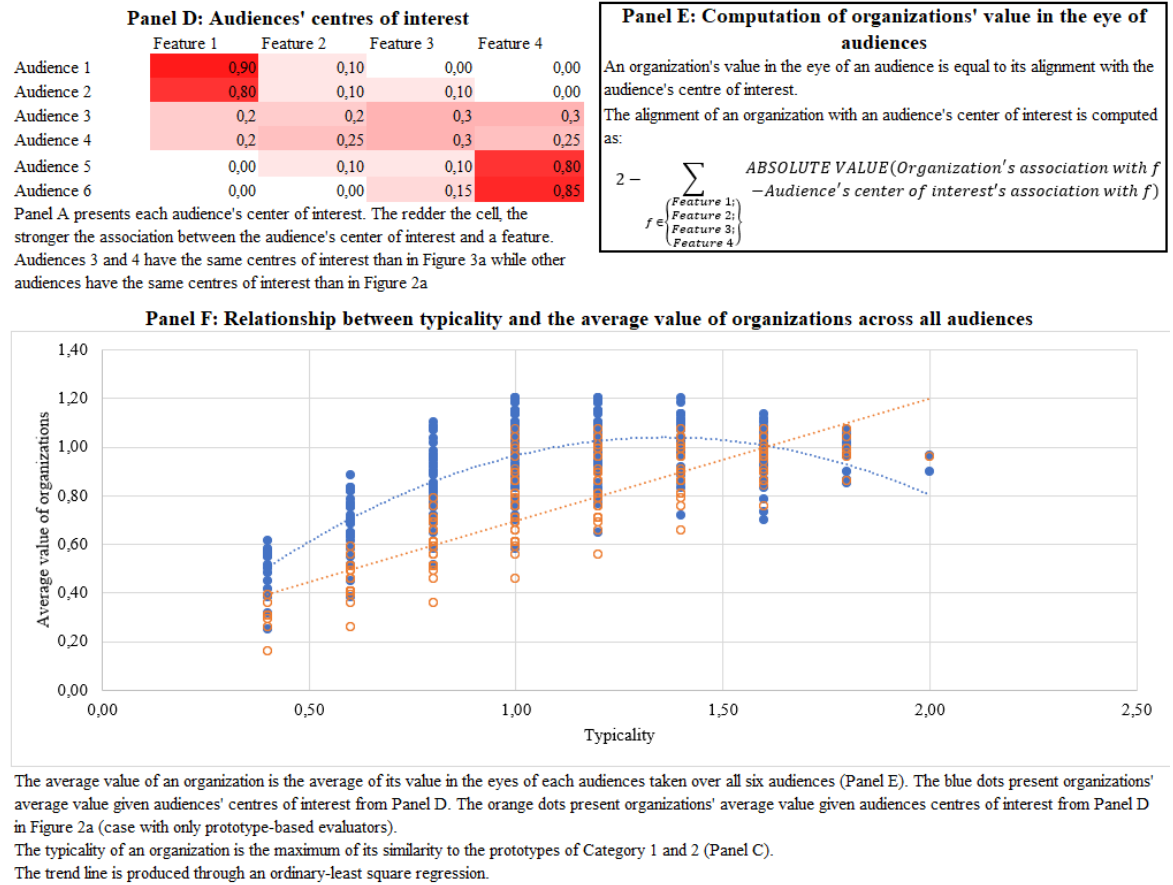 Panel D: Audiences' centres of interest
Feature 1 Feature 2 Feature 3 Feature 4
Audience 1 0,90 0,10 0,00 0,00
Audience 2 0,80 0,10 0,10 0,00
Audience 3 0,2 0,2 0,3 0,3
Audience 4 0,2 0,25 0,3 0,25
Audience 5 0,00 0,10 0,10 0,80
Audience 6 0,00 0,00 0,15 0,85
Panel A presents each audience's center of interest. The redder the cell, the
stronger the association between the audience's center of interest and a feature.
Audiences 3 and 4 have the same centres of interest than in Figure 3a while other
audiences have the same centres of interest than in Figure 2a
Panel E: Computation of organizations' value in the eye of
audiences
An organization's value in the eye of an audience is equal to its alignment with the
audience's centre of interest.
The alignment of an organization with an audience's center of interest is computed
as:
2 − ∑ ABSOLUTE VALUE(Organization's association with f
−Audience's center of interest's association with f)
f∈{Feature 1;
Feature 2;
Feature 3;
Feature 4}
Panel F: Relationship between typicality and the average value of organizations across all audiences
1,40
1,20
1,00
0,80
0,60
0,40
0,20
0,00
Average value of organizations
0,00 0,50 1,00 1,50 2,00 2,50
Typicality
The average value of an organization is the average of its value in the eyes of each audiences taken over all six audiences (Panel E). The blue dots present organizations'
average value given audiences' centres of interest from Panel D. The orange dots present organizations' average value given audiences centres of interest from Panel D
in Figure 2a (case with only prototype-based evaluators).
The typicality of an organization is the maximum of its similarity to the prototypes of Category 1 and 2 (Panel C).
The trend line is produced through an ordinary-least square regression.